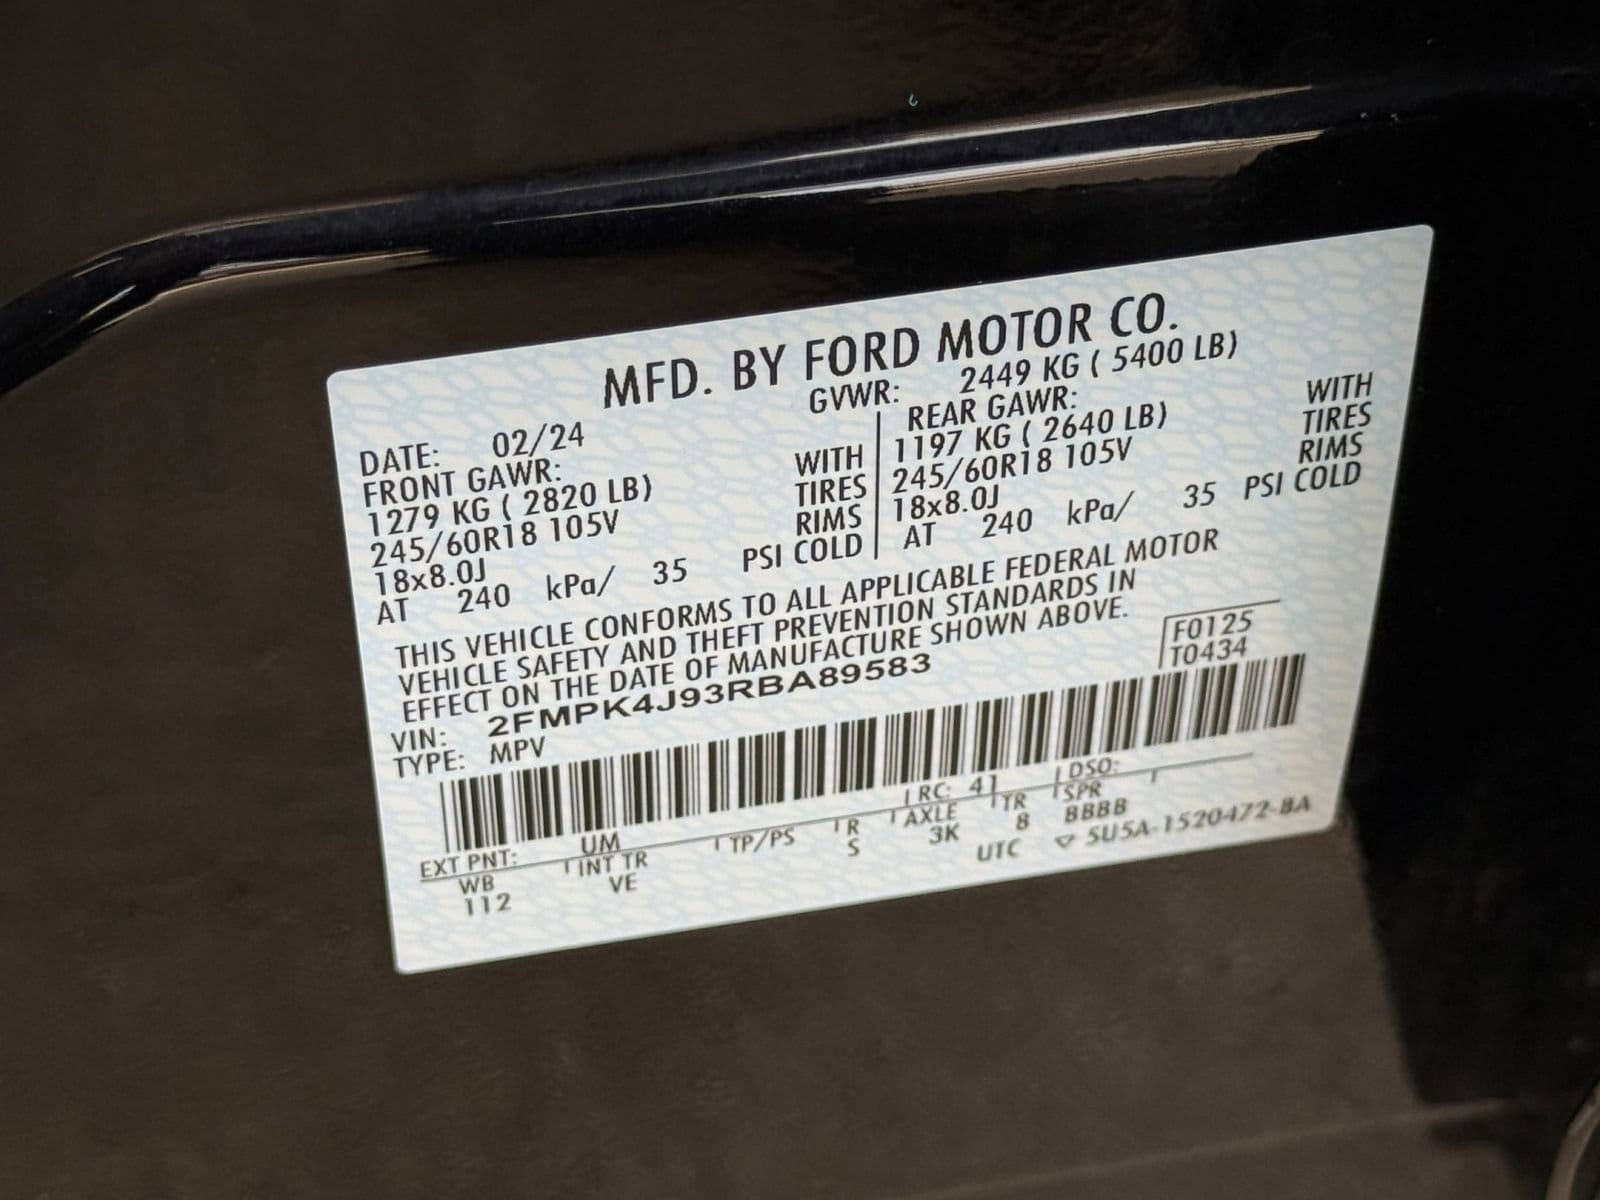 MFD. BY FORD MOTOR CO.
DATE: 02/24 GVWR: 2449 KG ( 5400 LB)
FRONT GAWR: REAR GAWR:
1279 KG ( 2820 LB) WITH 1197 KG ( 2640 LB) WITH
245/60R18 105V TIRES 245/60R18 105V TIRES
18x8.0J RIMS 18x8.0J RIMS
AT 240 kPa/ 35 PSI COLD AT 240 kPa/ 35 PSI COLD
THIS VEHICLE CONFORMS TO ALL APPLICABLE FEDERAL MOTOR
VEHICLE SAFETY AND THEFT PREVENTION STANDARDS IN
EFFECT ON THE DATE OF MANUFACTURE SHOWN ABOVE.
F0125
VIN: 2FMPK4J93RBA89583 T0434
TYPE: MPV
EXT PNT: UM RC: 41 DSO:
WB INT TR TP/PS R AXLE TR SPR
112 VE S 3K 8 BBBB
UTC ▽ 5U5A-1520472-BA